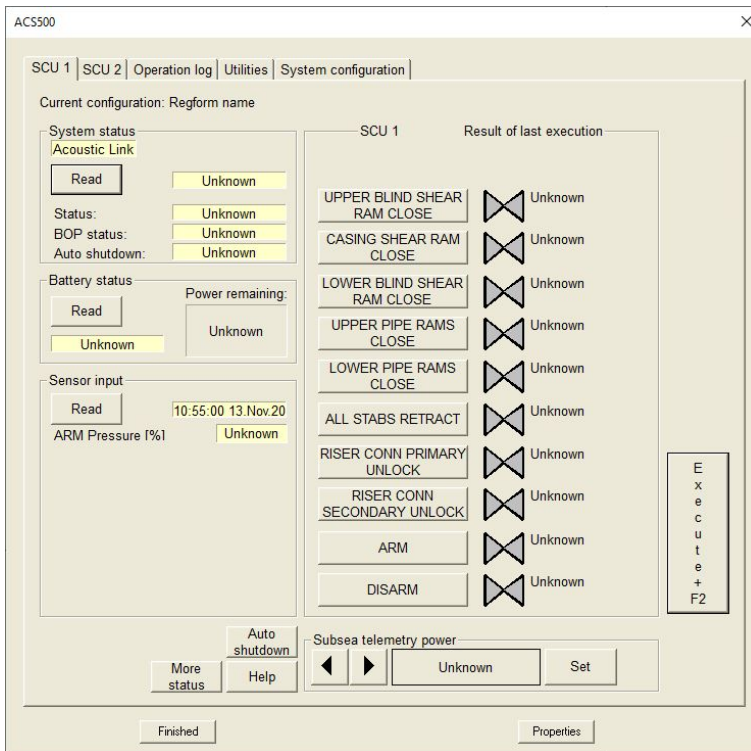 ACS500
SCU 1
SCU 2
Operation log
Utilities
System configuration
Current configuration: Regform name
System status
Acoustic Link
Read
Unknown
Status:
Unknown
BOP status:
Unknown
Auto shutdown:
Unknown
Battery status
Read
Power remaining:
Unknown
Unknown
Sensor input
Read
10:55:00 13.Nov.20
ARM Pressure [%]
Unknown
SCU 1
Result of last execution
UPPER BLIND SHEAR
RAM CLOSE
Unknown
CASING SHEAR RAM
CLOSE
Unknown
LOWER BLIND SHEAR
RAM CLOSE
Unknown
UPPER PIPE RAMS
CLOSE
Unknown
LOWER PIPE RAMS
CLOSE
Unknown
ALL STABS RETRACT
Unknown
RISER CONN PRIMARY
UNLOCK
Unknown
RISER CONN
SECONDARY UNLOCK
Unknown
ARM
Unknown
DISARM
Unknown
Execute+
F2
Auto
shutdown
More
status
Help
Subsea telemetry power
Unknown
Set
Finished
Properties